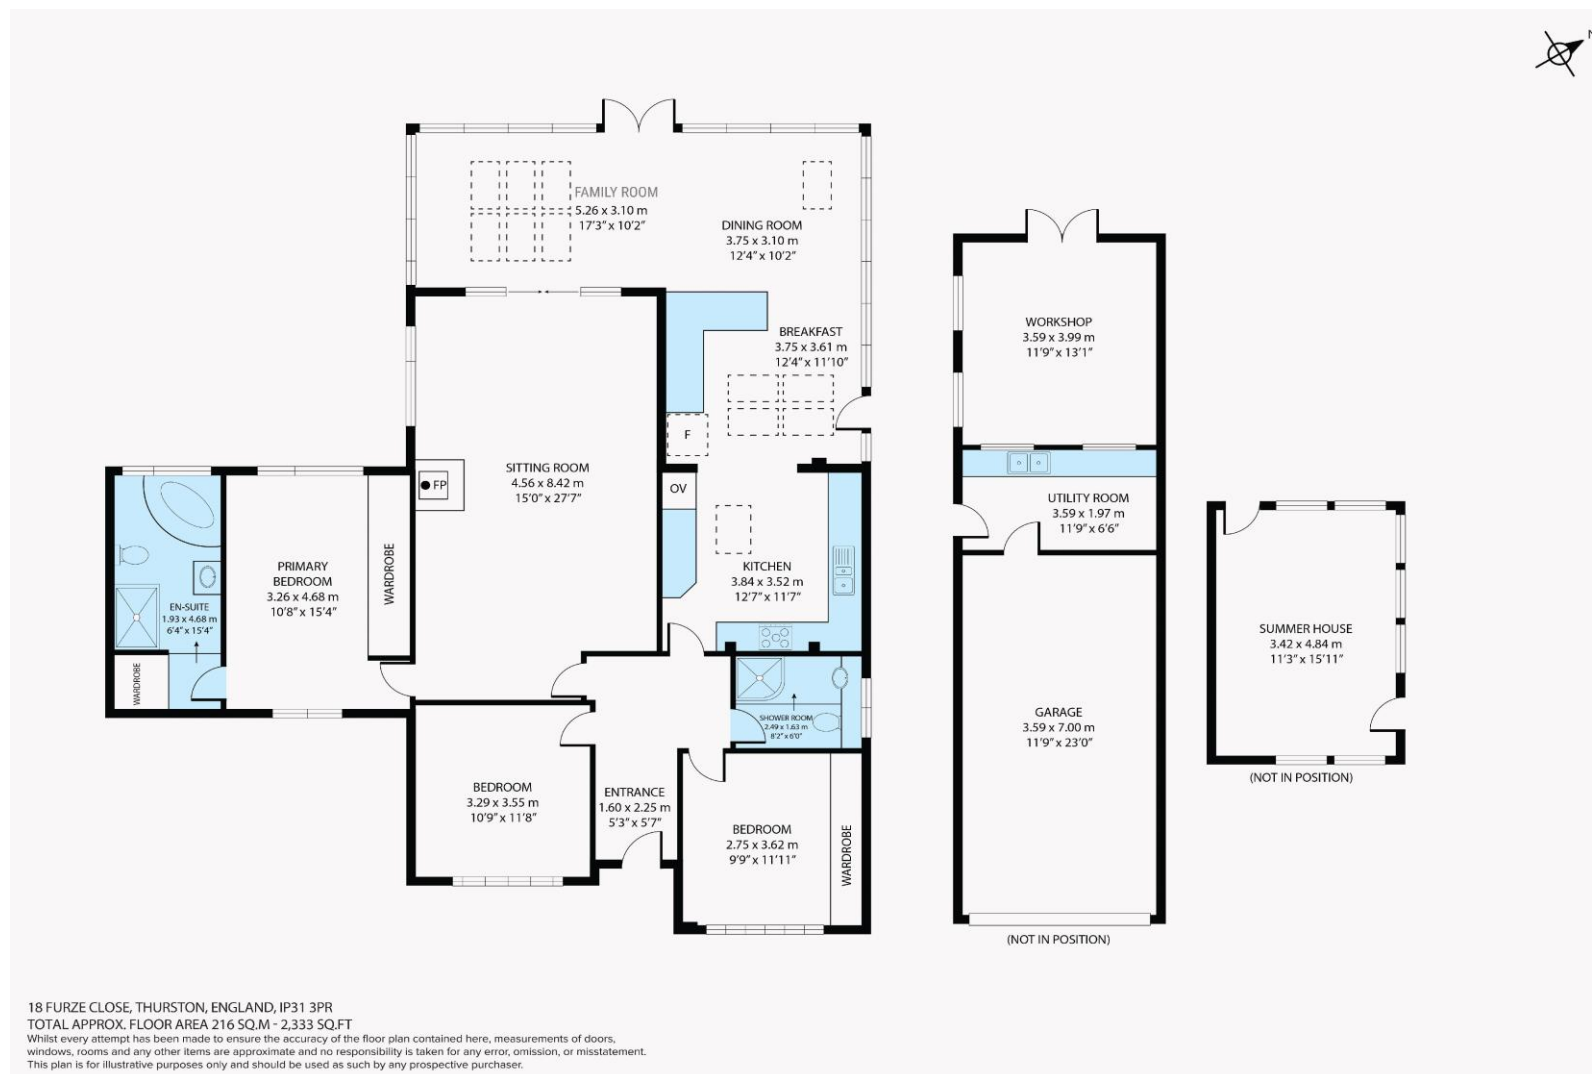 N
FAMILY ROOM
5.26 x 3.10 m
17'3" x 10'2"
DINING ROOM
3.75 x 3.10 m
12'4" x 10'2"
BREAKFAST
3.75 x 3.61 m
12'4" x 11'10"
F
SITTING ROOM
4.56 x 8.42 m
15'0" x 27'7"
FP
OV
KITCHEN
3.84 x 3.52 m
12'7" x 11'7"
PRIMARY
BEDROOM
3.26 x 4.68 m
10'8" x 15'4"
WARDROBE
EN-SUITE
1.93 x 4.68 m
6'4" x 15'4"
WARDROBE
SHOWER ROOM
2.49 x 1.63 m
8'2" x 6'0"
BEDROOM
3.29 x 3.55 m
10'9" x 11'8"
ENTRANCE
1.60 x 2.25 m
5'3" x 5'7"
BEDROOM
2.75 x 3.62 m
9'9" x 11'11"
WARDROBE
WORKSHOP
3.59 x 3.99 m
11'9" x 13'1"
UTILITY ROOM
3.59 x 1.97 m
11'9" x 6'6"
GARAGE
3.59 x 7.00 m
11'9" x 23'0"
(NOT IN POSITION)
SUMMER HOUSE
3.42 x 4.84 m
11'3" x 15'11"
(NOT IN POSITION)
18 FURZE CLOSE, THURSTON, ENGLAND, IP31 3PR
TOTAL APPROX. FLOOR AREA 216 SQ.M - 2,333 SQ.FT
Whilst every attempt has been made to ensure the accuracy of the floor plan contained here, measurements of doors,
windows, rooms and any other items are approximate and no responsibility is taken for any error, omission, or misstatement.
This plan is for illustrative purposes only and should be used as such by any prospective purchaser.